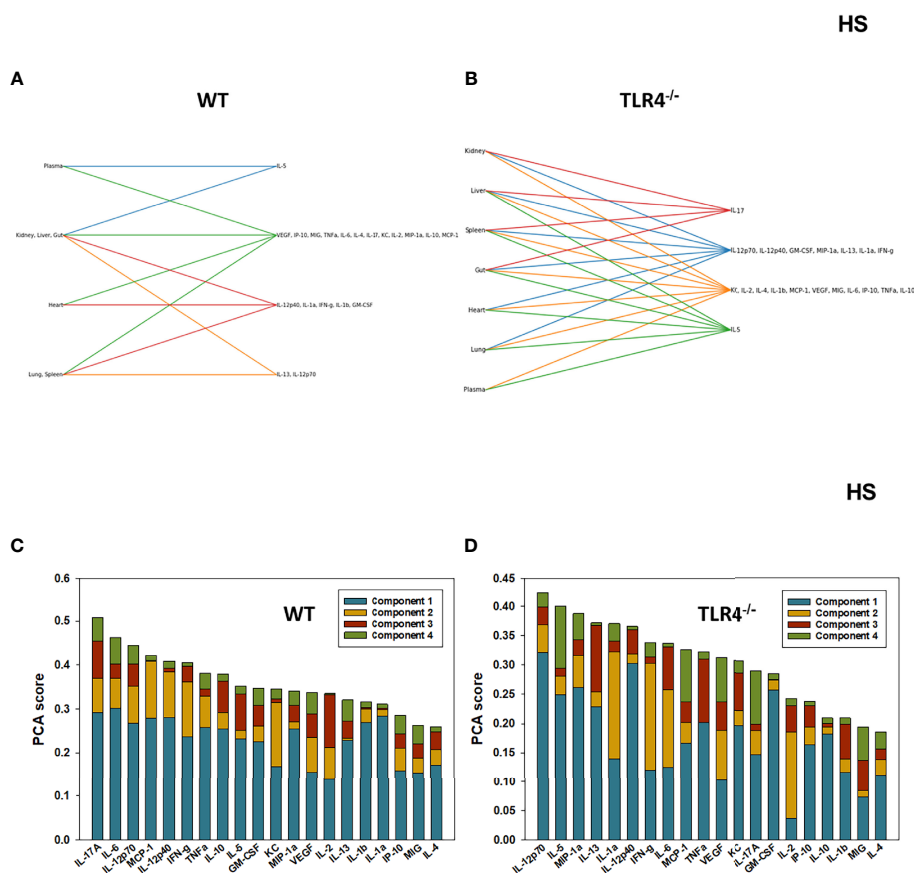 HS
A
B
WT
TLR4-/-
Plasma
Kidney, Liver, Gut
Heart
Lung, Spleen
IL-5
VEGF, IP-10, MIG, TNFa, IL-6, IL-4, IL-17, KC, IL-2, MIP-1a, IL-10, MCP-1
IL-12p40, IL-1a, IFN-g, IL-1b, GM-CSF
IL-13, IL-12p70
Kidney
Liver
Spleen
Gut
Heart
Lung
Plasma
IL-17
IL12p70, IL-12p40, GM-CSF, MIP-1a, IL-13, IL-1a, IFN-g
KC, IL-2, IL-4, IL-1b, MCP-1, VEGF, MIG, IL-6, IP-10, TNFa, IL-10
IL5
HS
C
D
PCA score
0.6
0.5
0.4
0.3
0.2
0.1
0.0
WT
Component 1
Component 2
Component 3
Component 4
IL-17A
IL-6
IL-12p70
MCP-1
IL-12p40
IFN-g
TNFa
IL-10
IL-5
GM-CSF
KC
MIP-1a
VEGF
IL-2
IL-13
IL-1b
IL-1a
IP-10
MIG
IL-4
PCA score
0.45
0.40
0.35
0.30
0.25
0.20
0.15
0.10
0.05
0.00
TLR4-/-
Component 1
Component 2
Component 3
Component 4
IL-12p70
IL-5
MIP-1a
IL-13
IL-1a
IL-12p40
IFN-g
IL-6
MCP-1
TNFa
VEGF
KC
IL-17A
GM-CSF
IL-2
IP-10
IL-10
IL-1b
MIG
IL-4